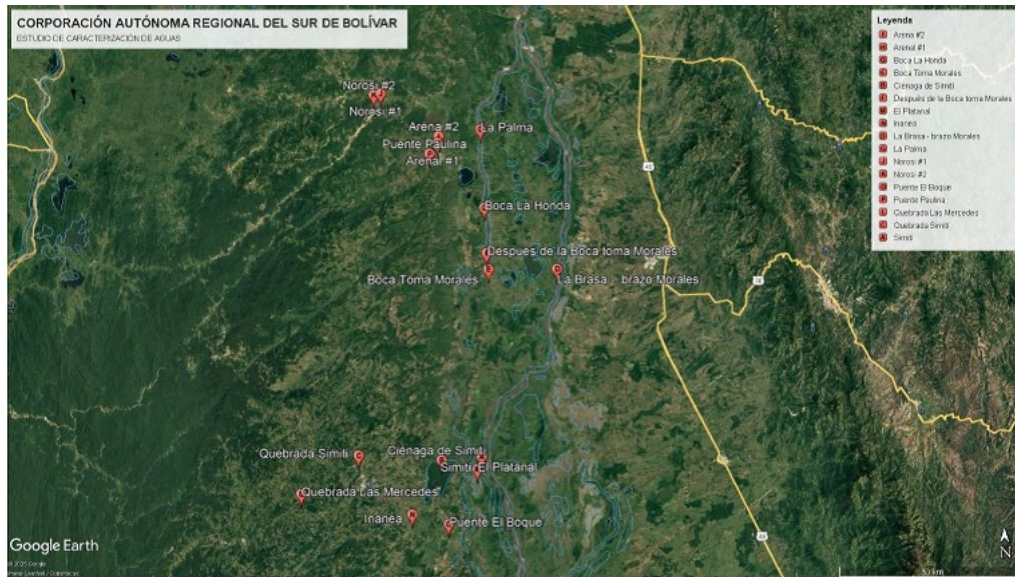 CORPORACIÓN AUTÓNOMA REGIONAL DEL SUR DE BOLÍVAR
ESTUDIO DE CARACTERIZACIÓN DE AGUAS
Leyenda
Arena #2
Arenal #1
Boca La Honda
Boca Toma Morales
Ciénaga de Simití
Después de la Boca toma Morales
El Platanal
Inanea
La Brasa - brazo Morales
La Palma
Norosi #1
Norosi #2
Puente El Boque
Puente Paulina
Quebrada Las Mercedes
Quebrada Simití
Simití
Norosi #2
Norosi #1
Arena #2
La Palma
Puente Paulina
Arenal #1
Boca La Honda
Después de la Boca toma Morales
Boca Toma Morales
La Brasa - brazo Morales
Quebrada Simití
Ciénaga de Simití
Simití
El Platanal
Quebrada Las Mercedes
Inanea
Puente El Boque
45
Google Earth
N